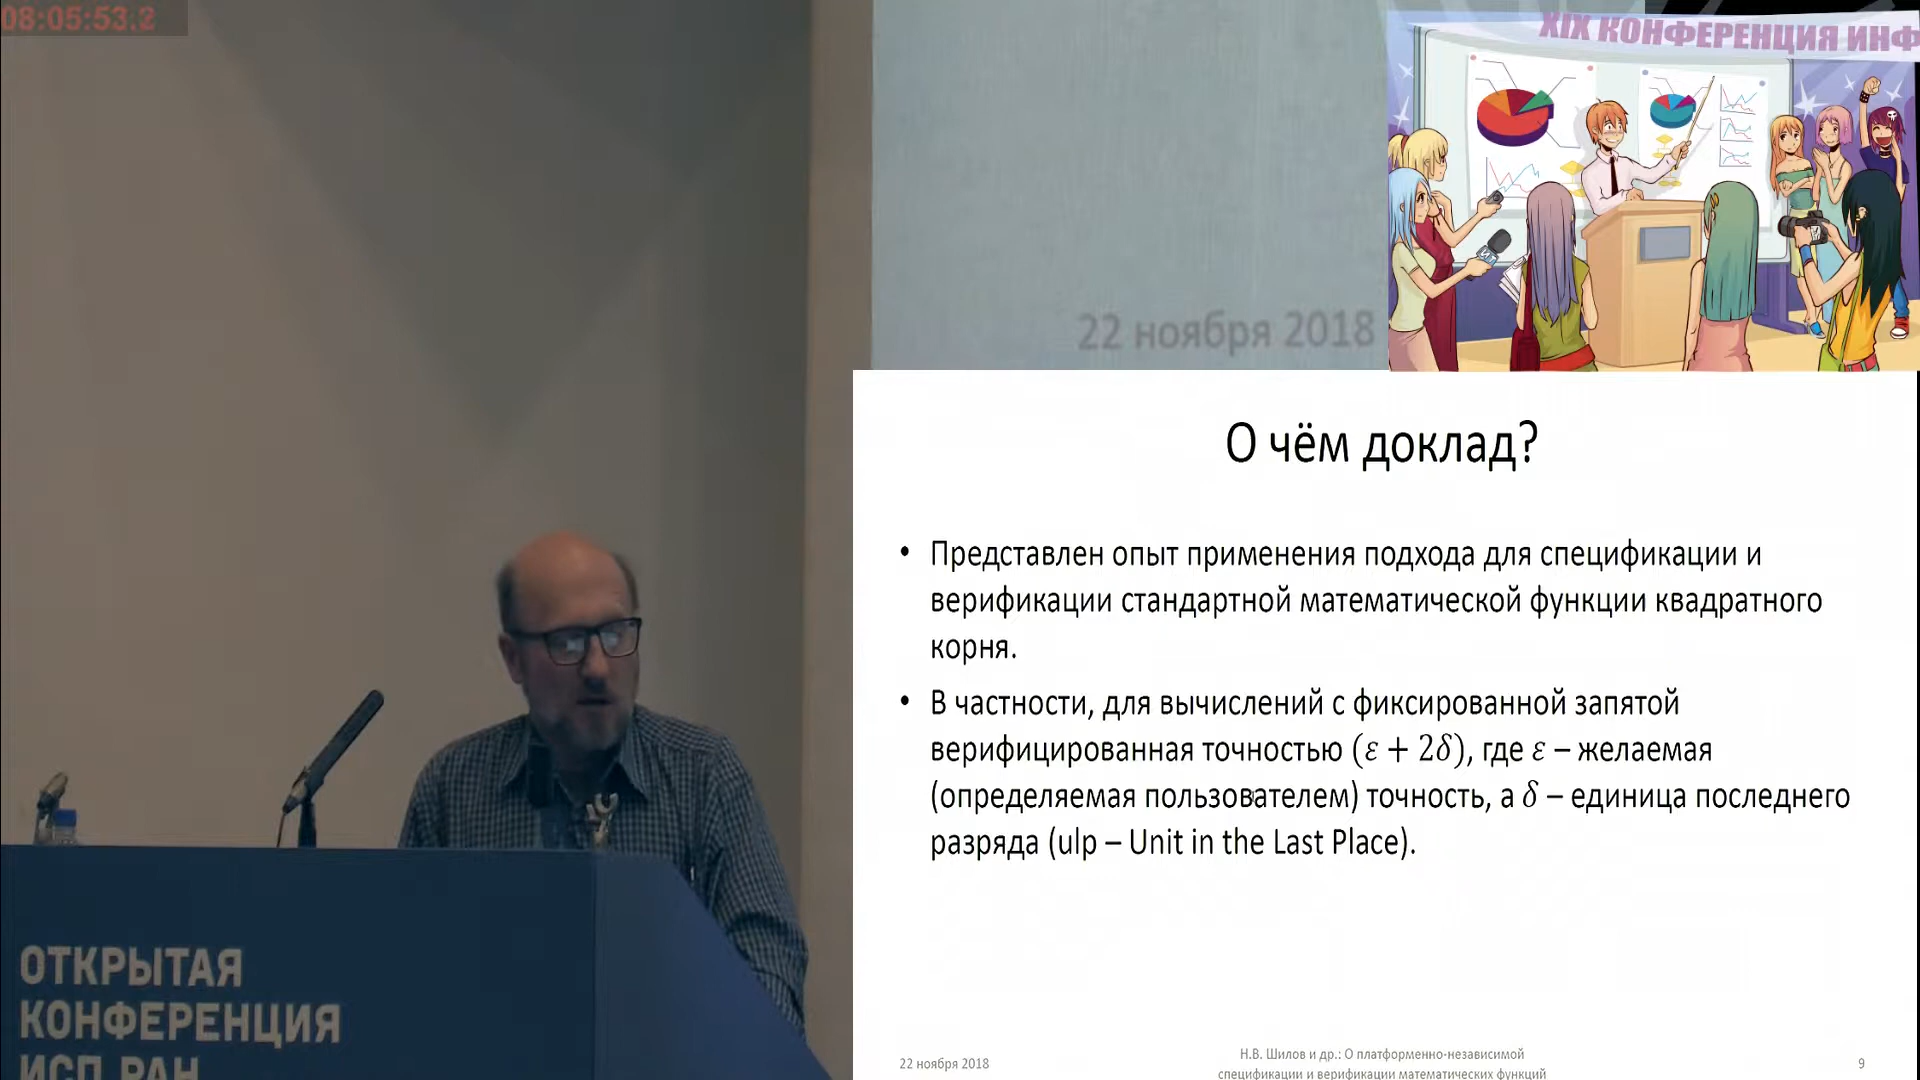 08:05:53.2
XIX КОНФЕРЕНЦИЯ ИНФ
22 ноября 2018
О чём доклад?
• Представлен опыт применения подхода для спецификации и
верификации стандартной математической функции квадратного
корня.
• В частности, для вычислений с фиксированной запятой
верифицированная точностью (ε + 2δ), где ε – желаемая
(определяемая пользователем) точность, а δ – единица последнего
разряда (ulp – Unit in the Last Place).
22 ноября 2018
Н.В. Шилов и др.: О платформенно-независимой
спецификации и верификации математических функций
9
ОТКРЫТАЯ
КОНФЕРЕНЦИЯ
ИСП РАН